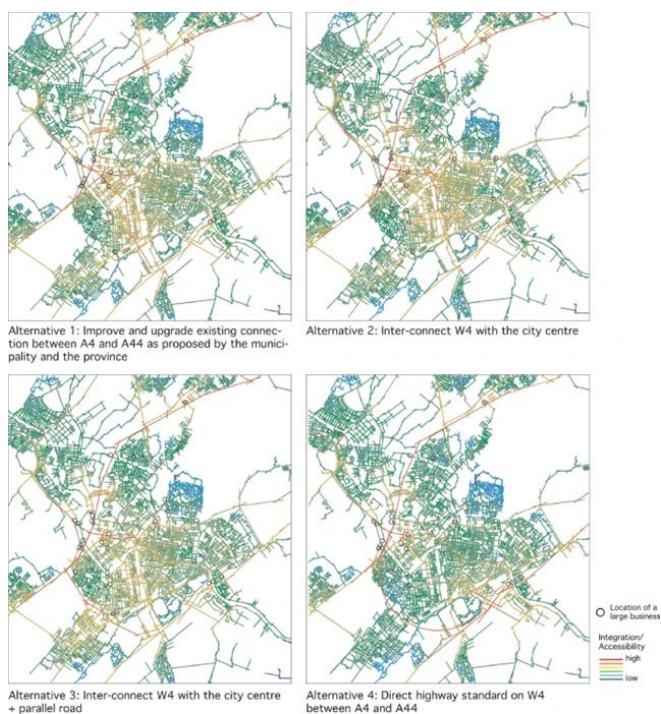 Alternative 1: Improve and upgrade existing connec-
tion between A4 and A44 as proposed by the munici-
pality and the province
Alternative 2: Inter-connect W4 with the city centre
Alternative 3: Inter-connect W4 with the city centre
+ parallel road
Alternative 4: Direct highway standard on W4
between A4 and A44
Location of a
large business
Integration/
Accessibility
high
low